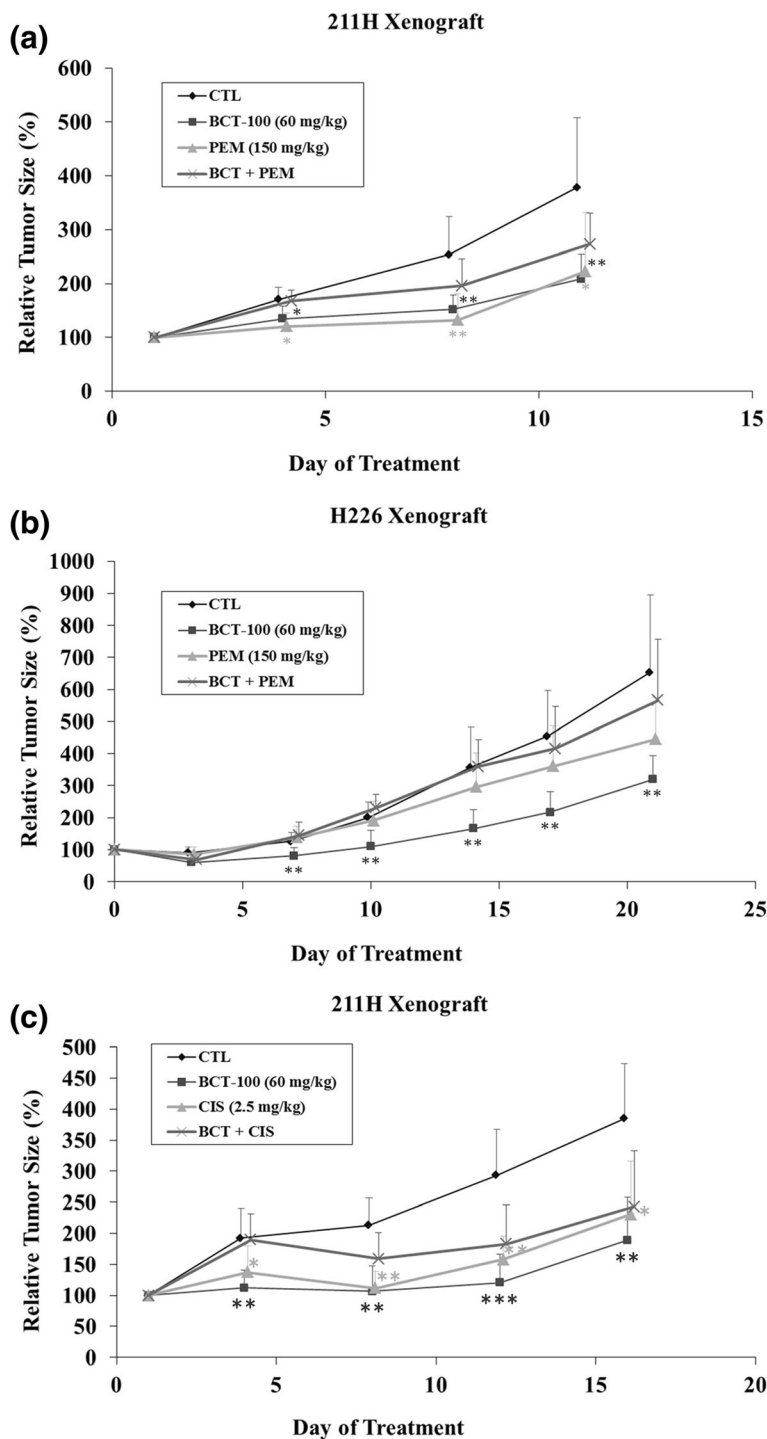 (a)
211H Xenograft
600
500
400
300
200
100
0
Relative Tumor Size (%)
CTL
BCT-100 (60 mg/kg)
PEM (150 mg/kg)
BCT + PEM
*
*
**
**
**
*
0 5 10 15
Day of Treatment
(b)
H226 Xenograft
1000
900
800
700
600
500
400
300
200
100
0
Relative Tumor Size (%)
CTL
BCT-100 (60 mg/kg)
PEM (150 mg/kg)
BCT + PEM
** ** ** ** **
0 5 10 15 20 25
Day of Treatment
(c)
211H Xenograft
500
450
400
350
300
250
200
150
100
50
0
Relative Tumor Size (%)
CTL
BCT-100 (60 mg/kg)
CIS (2.5 mg/kg)
BCT + CIS
* ** ** *
** ** *** **
0 5 10 15 20
Day of Treatment